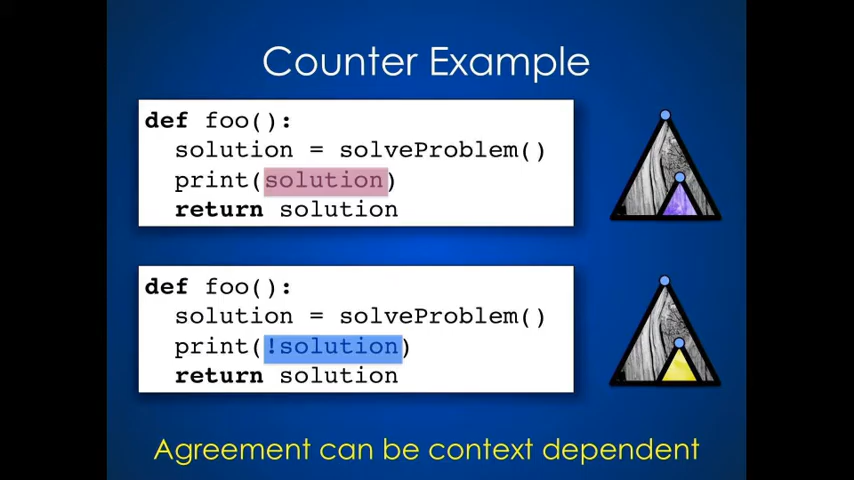 Counter Example
def foo():
  solution = solveProblem()
  print(solution)
  return solution
def foo():
  solution = solveProblem()
  print(!solution)
  return solution
Agreement can be context dependent